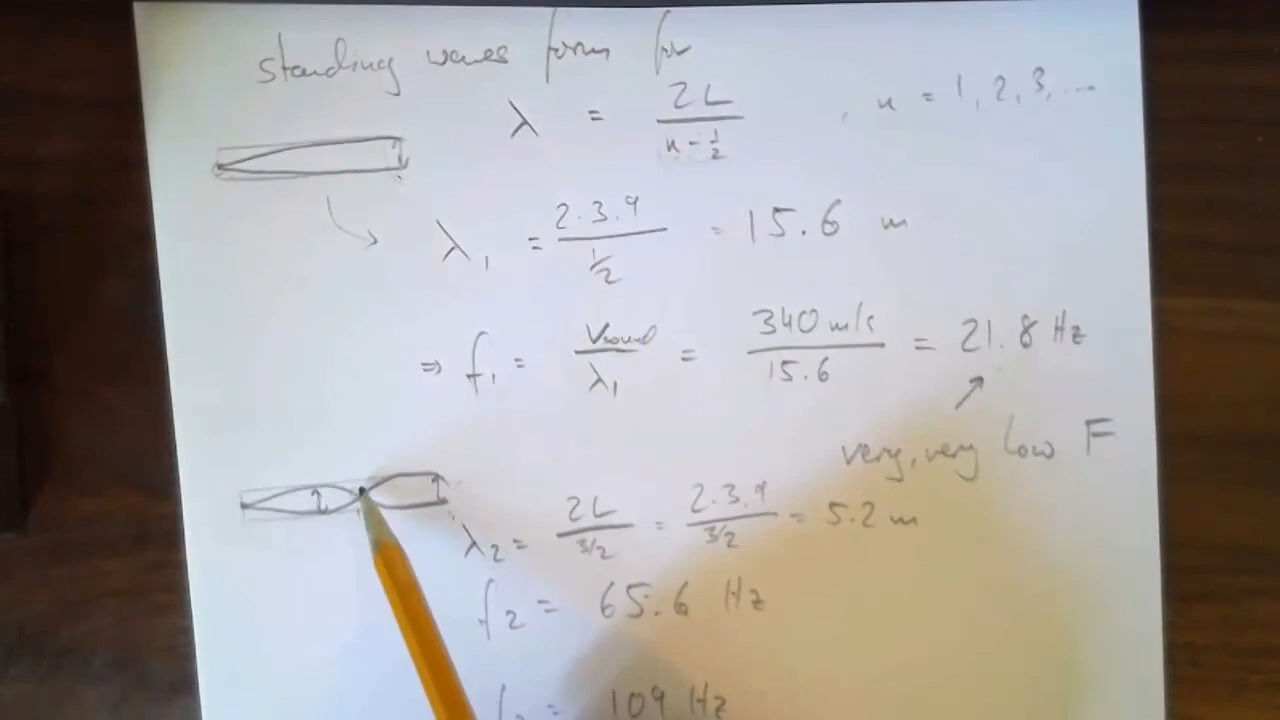 standing waves form for
λ = 2L / n - 1/2 , n = 1, 2, 3, ...
λ1 = 2·3.9 / 1/2 = 15.6 m
⇒ f1 = Vsound / λ1 = 340 m/s / 15.6 = 21.8 Hz
very, very low F
λ2 = 2L / 3/2 = 2·3.9 / 3/2 = 5.2 m
f2 = 65.6 Hz
= 109 Hz